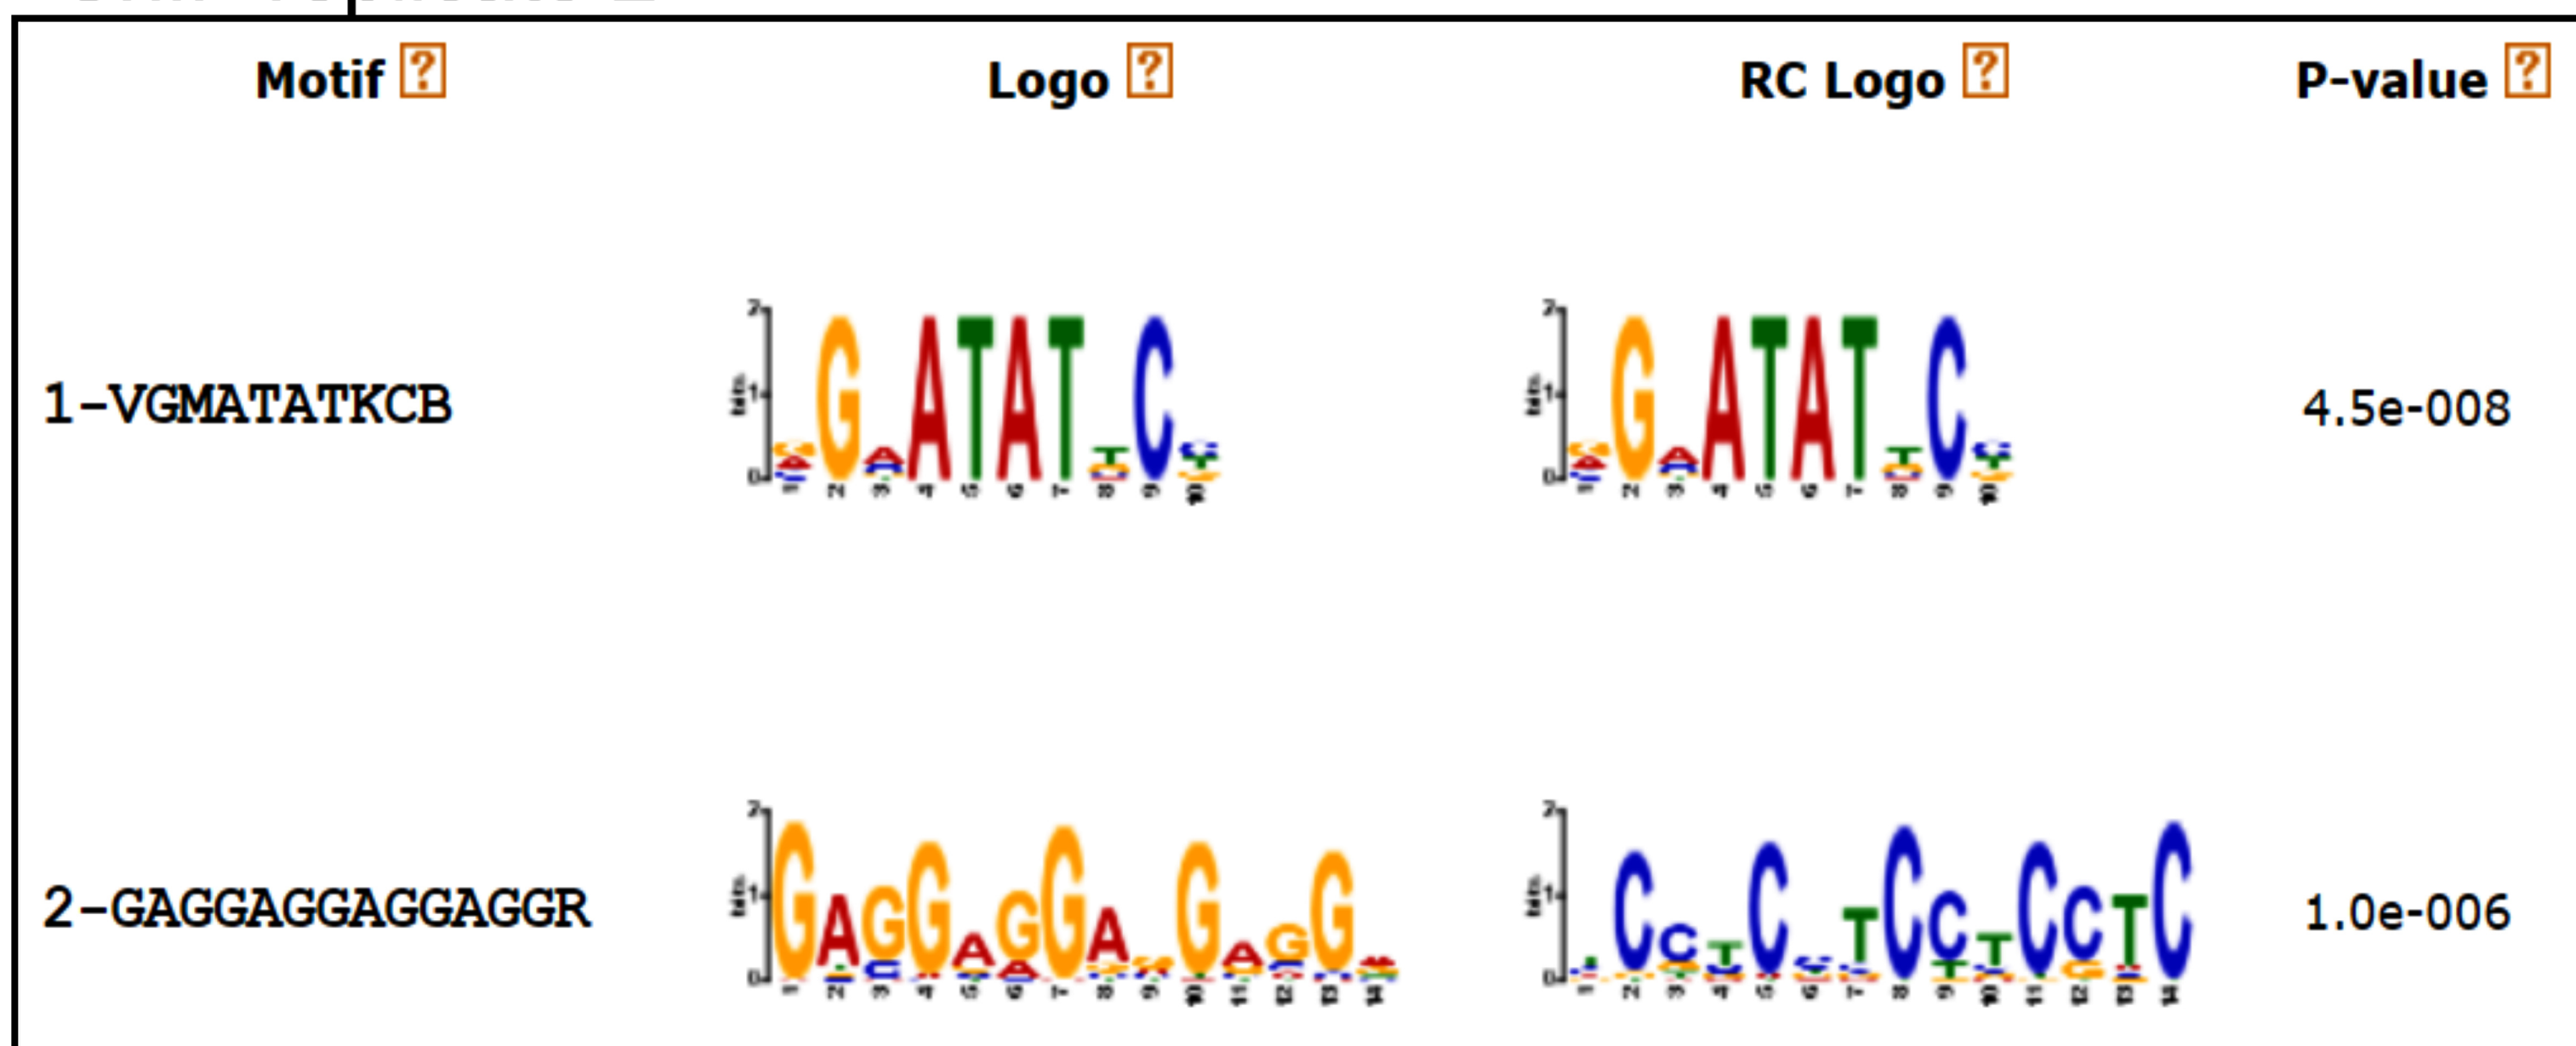 Motif ? Logo ? RC Logo ? P-value ?
1-VGMATATKCB 4.5e-008
2-GAGGAGGAGGAGGR 1.0e-006